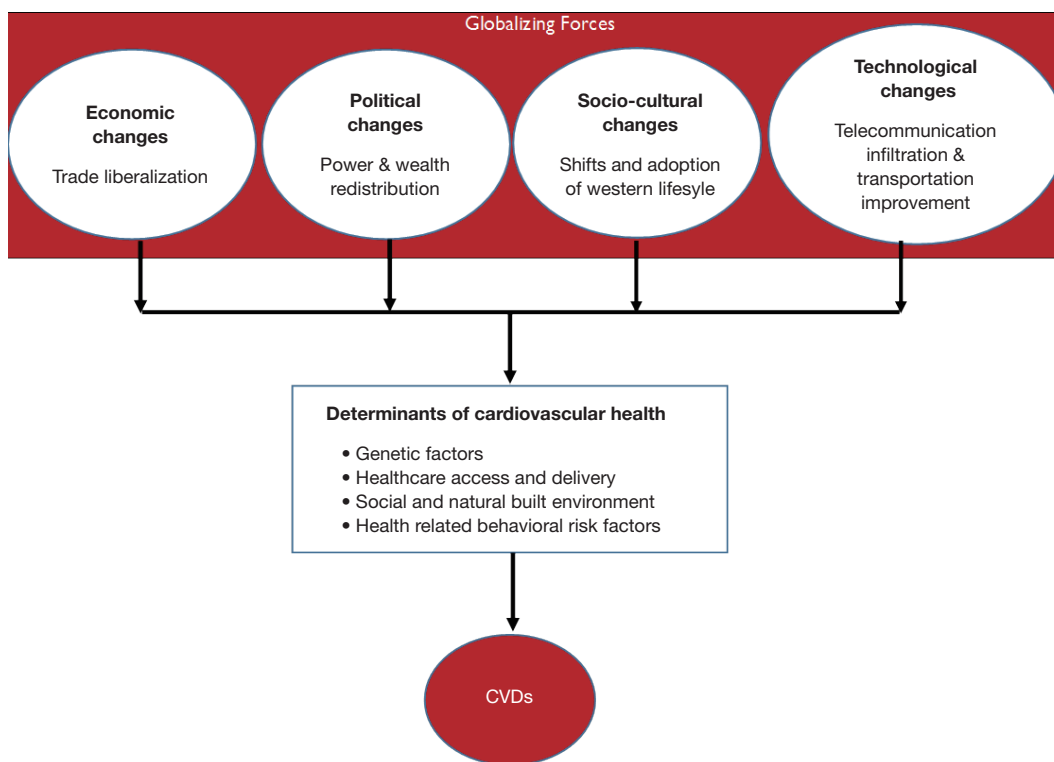 Globalizing Forces
Economic
changes
Trade liberalization
Political
changes
Power & wealth
redistribution
Socio-cultural
changes
Shifts and adoption
of western lifesyle
Technological
changes
Telecommunication
infiltration &
transportation
improvement
Determinants of cardiovascular health
• Genetic factors
• Healthcare access and delivery
• Social and natural built environment
• Health related behavioral risk factors
CVDs